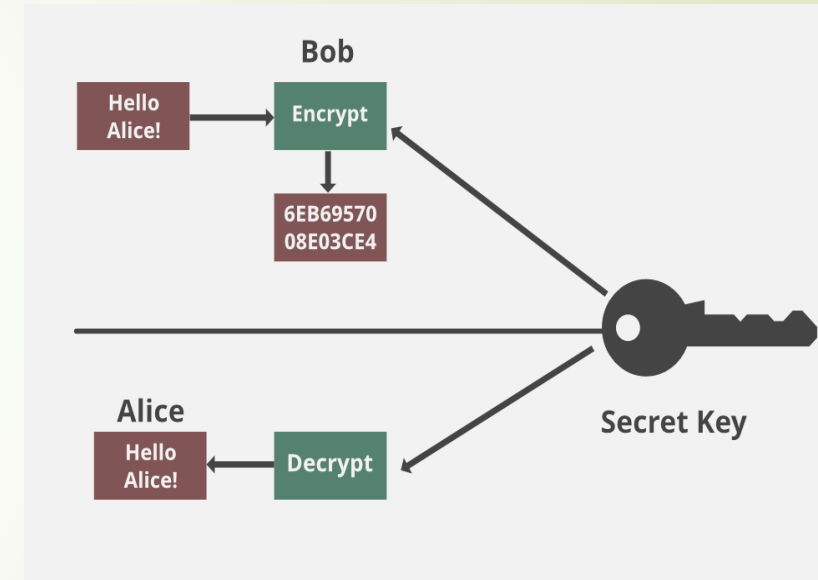 Bob
Hello
Alice!
Encrypt
6EB69570
08E03CE4
Alice
Hello
Alice!
Decrypt
Secret Key